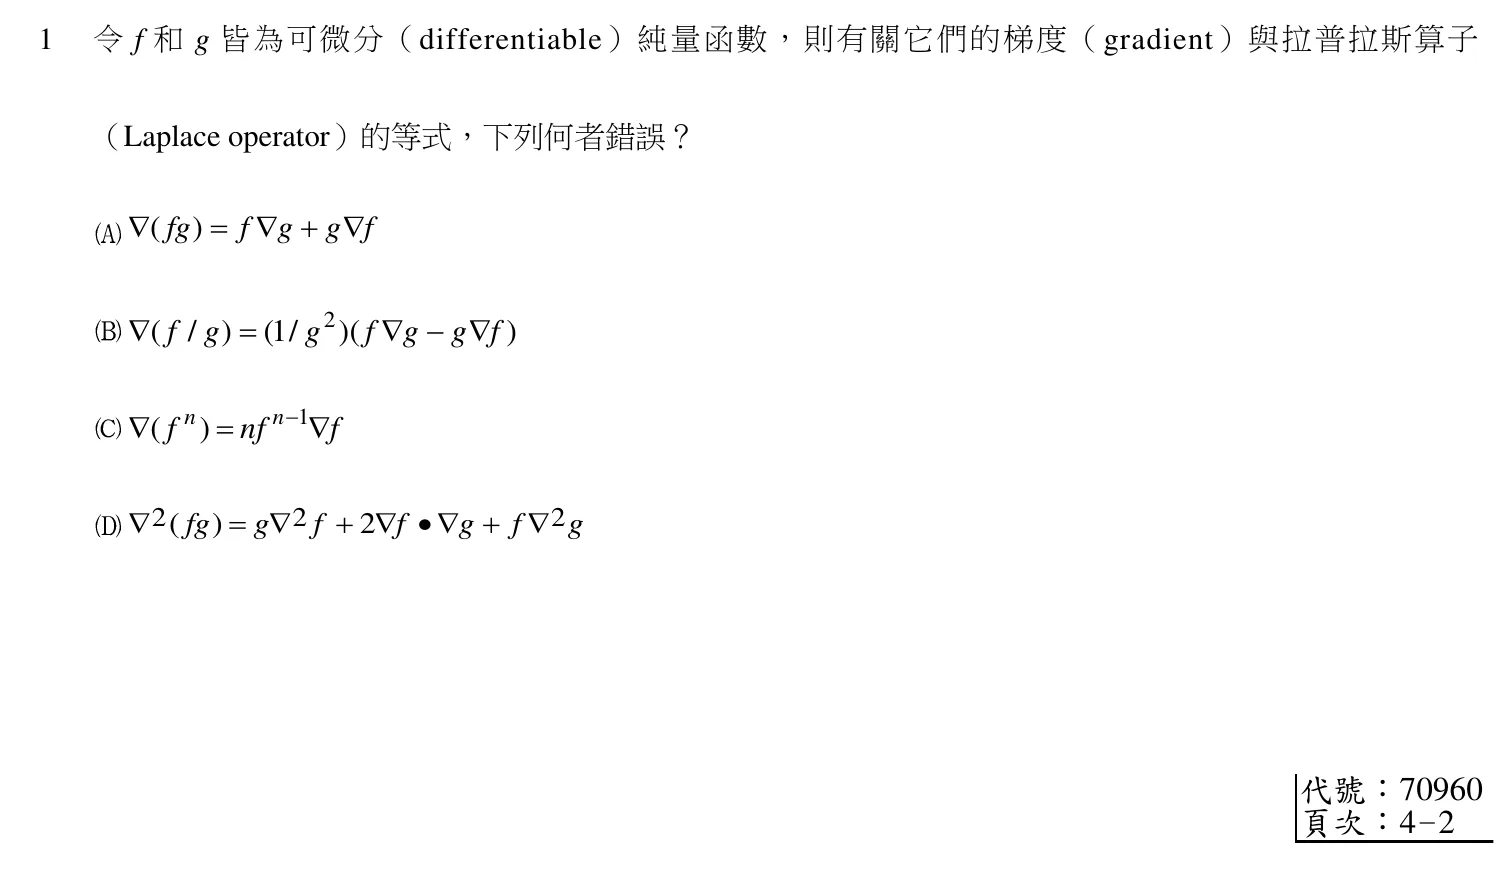 1 令 f 和 g 皆為可微分（differentiable）純量函數，則有關它們的梯度（gradient）與拉普拉斯算子
（Laplace operator）的等式，下列何者錯誤？
(A) ∇(fg) = f∇g + g∇f
(B) ∇(f / g) = (1/ g²)(f∇g − g∇f)
(C) ∇(fⁿ) = nfⁿ⁻¹∇f
(D) ∇²(fg) = g∇²f + 2∇f • ∇g + f∇²g
代號：70960
頁次：4−2